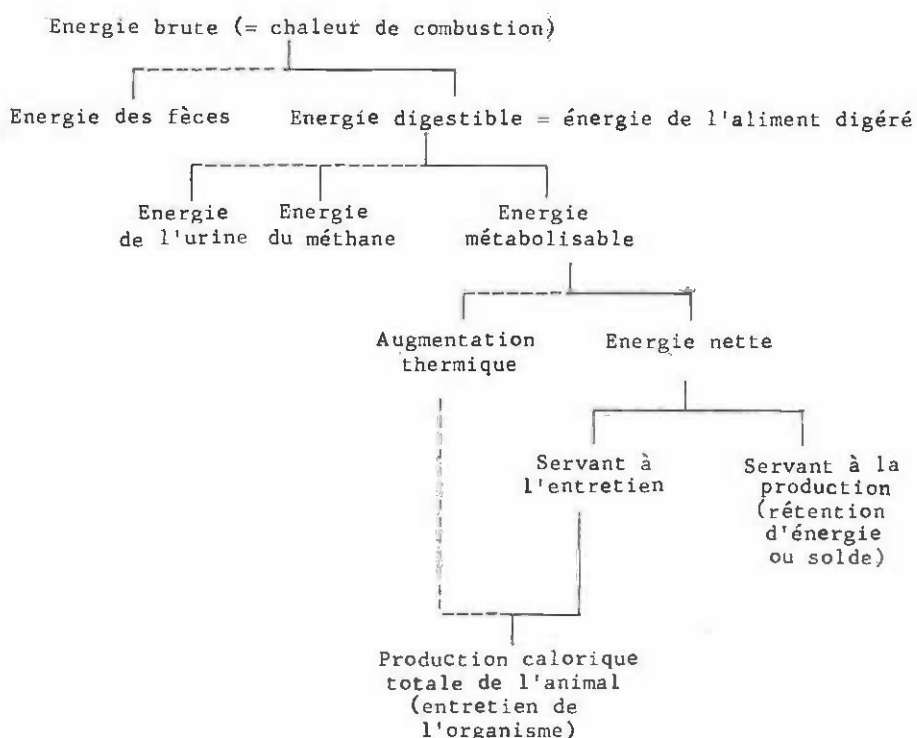 Energie brute (= chaleur de combustion)
Energie des fèces
Energie digestible = énergie de l'aliment digéré
Energie
de l'urine
Energie
du méthane
Energie
métabolisable
Augmentation
thermique
Energie nette
Servant à
l'entretien
Servant à la
production
(rétention
d'énergie
ou solde)
Production calorique
totale de l'animal
(entretien de
l'organisme)